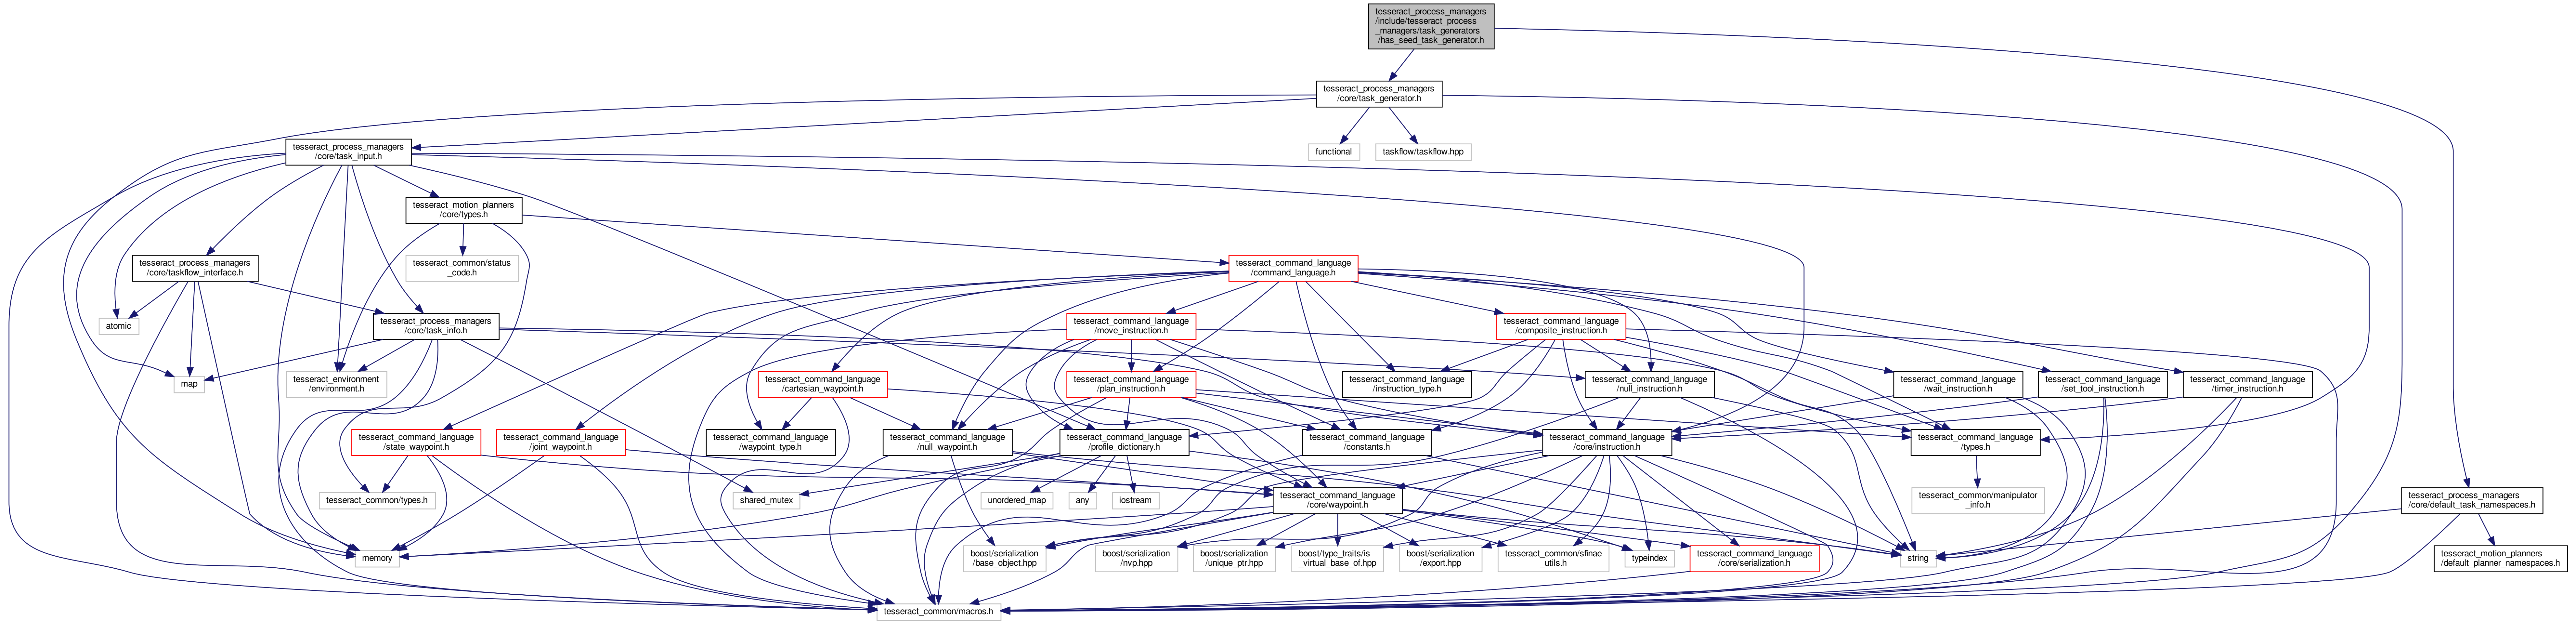 tesseract_process_managers
/include/tesseract_process
_managers/task_generators
/has_seed_task_generator.h
tesseract_process_managers
/core/task_generator.h
tesseract_process_managers
/core/task_input.h
functional
taskflow/taskflow.hpp
tesseract_motion_planners
/core/types.h
tesseract_process_managers
/core/taskflow_interface.h
tesseract_common/status
_code.h
tesseract_command_language
/command_language.h
atomic
tesseract_process_managers
/core/task_info.h
tesseract_command_language
/move_instruction.h
tesseract_command_language
/composite_instruction.h
map
tesseract_environment
/environment.h
tesseract_command_language
/cartesian_waypoint.h
tesseract_command_language
/plan_instruction.h
tesseract_command_language
/instruction_type.h
tesseract_command_language
/null_instruction.h
tesseract_command_language
/wait_instruction.h
tesseract_command_language
/set_tool_instruction.h
tesseract_command_language
/timer_instruction.h
tesseract_command_language
/state_waypoint.h
tesseract_command_language
/joint_waypoint.h
tesseract_command_language
/waypoint_type.h
tesseract_command_language
/null_waypoint.h
tesseract_command_language
/profile_dictionary.h
tesseract_command_language
/constants.h
tesseract_command_language
/core/instruction.h
tesseract_command_language
/types.h
tesseract_common/types.h
shared_mutex
unordered_map
any
iostream
tesseract_command_language
/core/waypoint.h
tesseract_common/manipulator
_info.h
tesseract_process_managers
/core/default_task_namespaces.h
memory
boost/serialization
/base_object.hpp
boost/serialization
/nvp.hpp
boost/serialization
/unique_ptr.hpp
boost/type_traits/is
_virtual_base_of.hpp
boost/serialization
/export.hpp
tesseract_common/sfinae
_utils.h
typeindex
tesseract_command_language
/core/serialization.h
string
tesseract_motion_planners
/default_planner_namespaces.h
tesseract_common/macros.h